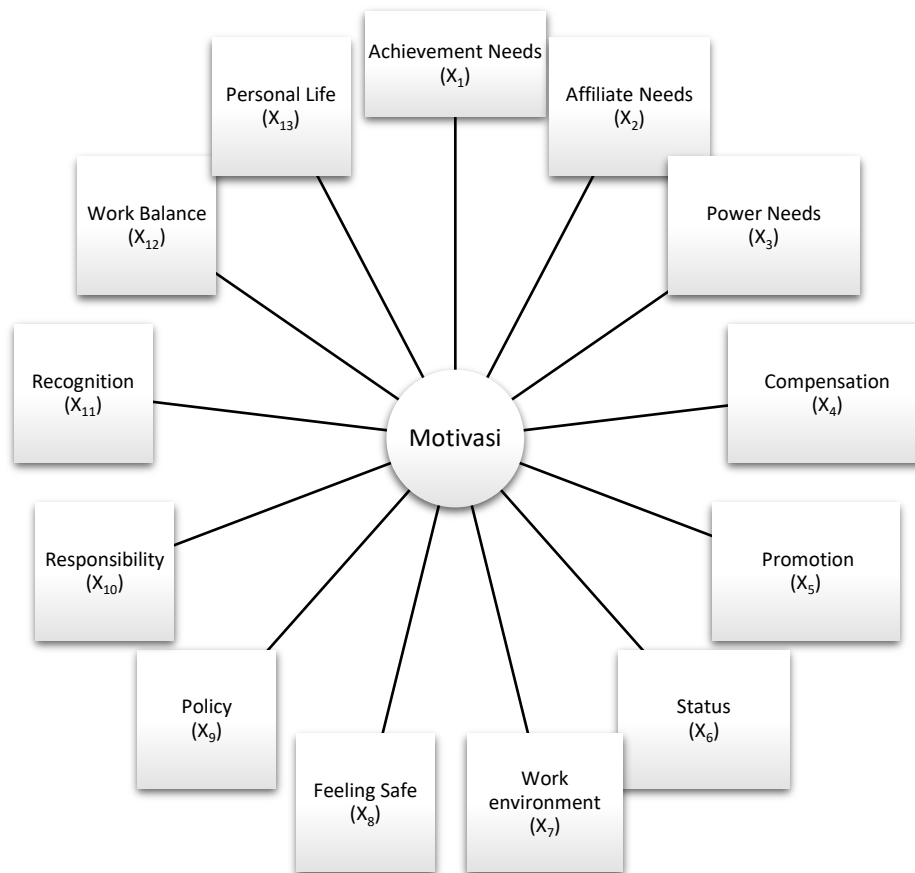 Achievement Needs
(X₁)
Affiliate Needs
(X₂)
Power Needs
(X₃)
Compensation
(X₄)
Promotion
(X₅)
Status
(X₆)
Work
environment
(X₇)
Feeling Safe
(X₈)
Policy
(X₉)
Responsibility
(X₁₀)
Recognition
(X₁₁)
Work Balance
(X₁₂)
Personal Life
(X₁₃)
Motivasi